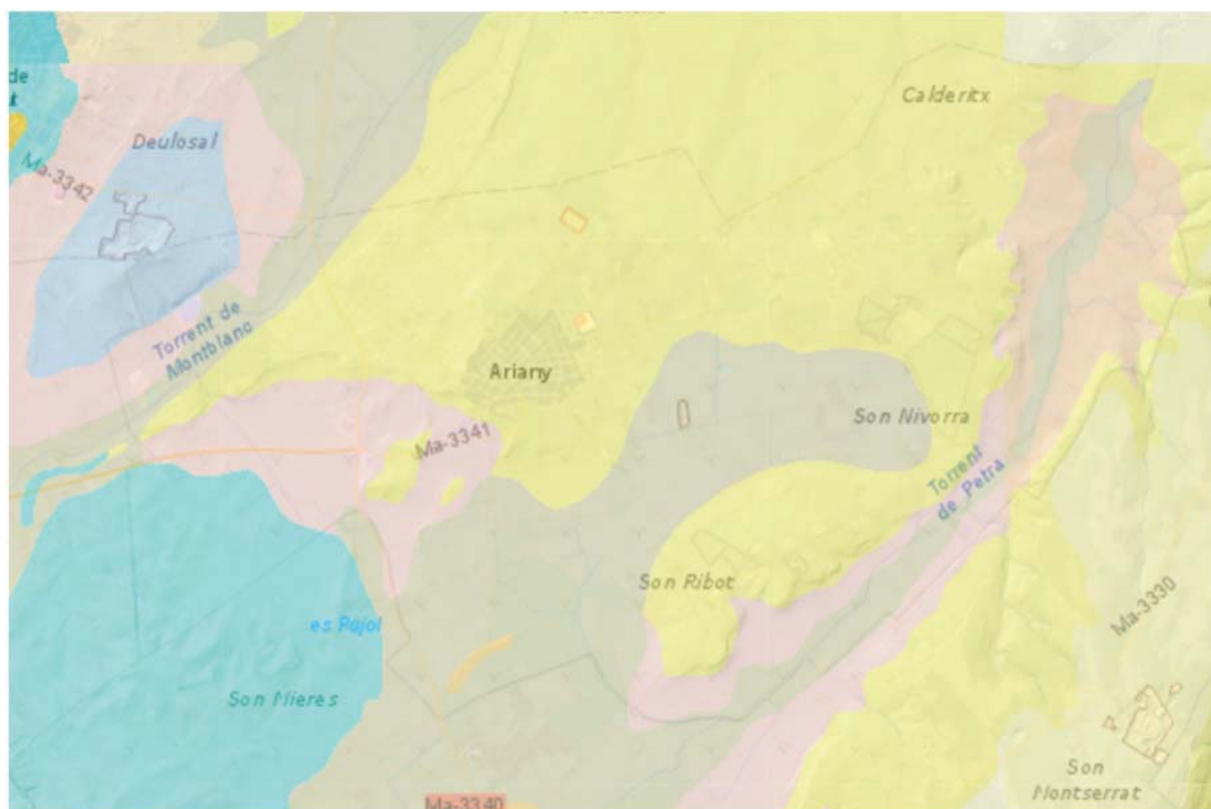 de
t
Calderitx
Deulosal
Ma-3342
Torrent de
Montblanc
Ariany
Ma-3341
Son Nivorra
Torrent
de Petra
Son Ribot
Ma-3330
es Pujol
Son Nieres
Son
Montserrat
Ma-3340